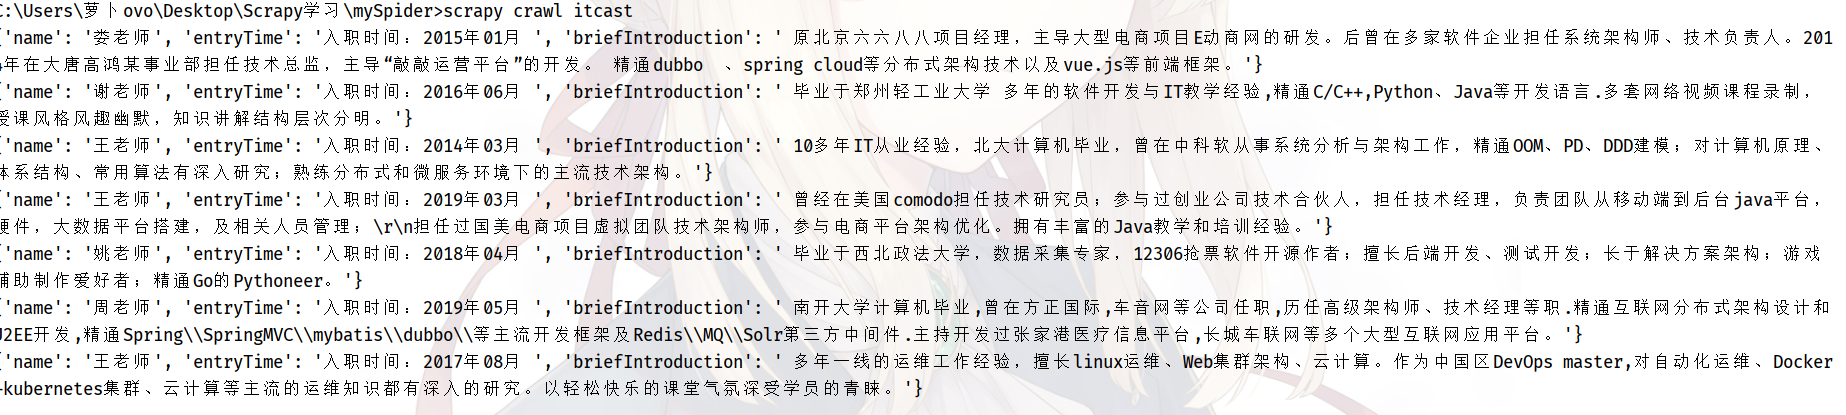 C:\Users\萝卜ovo\Desktop\Scrapy学习\mySpider>scrapy crawl itcast
{'name': '娄老师', 'entryTime': '入职时间：2015年01月 ', 'briefIntroduction': ' 原北京六六八八项目经理，主导大型电商项目E动商网的研发。后曾在多家软件企业担任系统架构师、技术负责人。201
4年在大唐高鸿某事业部担任技术总监，主导“敲敲运营平台”的开发。 精通dubbo 、spring cloud等分布式架构技术以及vue.js等前端框架。'}
{'name': '谢老师', 'entryTime': '入职时间：2016年06月 ', 'briefIntroduction': ' 毕业于郑州轻工业大学 多年的软件开发与IT教学经验,精通C/C++,Python、Java等开发语言.多套网络视频课程录制，
授课风格风趣幽默，知识讲解结构层次分明。'}
{'name': '王老师', 'entryTime': '入职时间：2014年03月 ', 'briefIntroduction': ' 10多年IT从业经验，北大计算机毕业，曾在中科软从事系统分析与架构工作，精通OOM、PD、DDD建模；对计算机原理、
体系结构、常用算法有深入研究；熟练分布式和微服务环境下的主流技术架构。'}
{'name': '王老师', 'entryTime': '入职时间：2019年03月 ', 'briefIntroduction': ' 曾经在美国comodo担任技术研究员；参与过创业公司技术合伙人，担任技术经理，负责团队从移动端到后台java平台，
硬件，大数据平台搭建，及相关人员管理；\r\n担任过国美电商项目虚拟团队技术架构师，参与电商平台架构优化。拥有丰富的Java教学和培训经验。'}
{'name': '姚老师', 'entryTime': '入职时间：2018年04月 ', 'briefIntroduction': ' 毕业于西北政法大学，数据采集专家，12306抢票软件开源作者；擅长后端开发、测试开发；长于解决方案架构；游戏
辅助制作爱好者；精通Go的Pythoneer。'}
{'name': '周老师', 'entryTime': '入职时间：2019年05月 ', 'briefIntroduction': ' 南开大学计算机毕业,曾在方正国际,车音网等公司任职,历任高级架构师、技术经理等职.精通互联网分布式架构设计和
J2EE开发,精通Spring\\SpringMVC\\mybatis\\dubbo\\等主流开发框架及Redis\\MQ\\Solr第三方中间件.主持开发过张家港医疗信息平台,长城车联网等多个大型互联网应用平台。'}
{'name': '王老师', 'entryTime': '入职时间：2017年08月 ', 'briefIntroduction': ' 多年一线的运维工作经验，擅长linux运维、Web集群架构、云计算。作为中国区DevOps master,对自动化运维、Docker
+kubernetes集群、云计算等主流的运维知识都有深入的研究。以轻松快乐的课堂气氛深受学员的青睐。'}